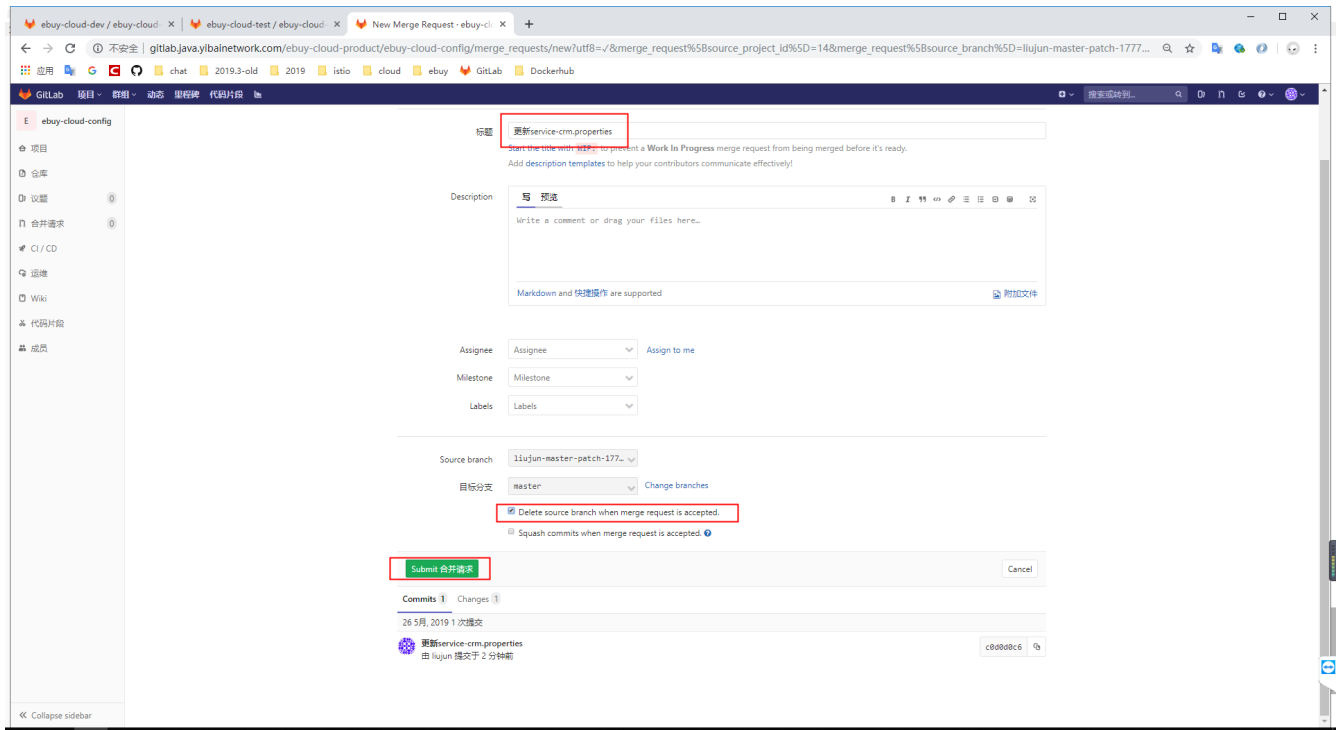 ebuy-cloud-dev / ebuy-cloud-
ebuy-cloud-test / ebuy-cloud-
New Merge Request · ebuy-clo
不安全 | gitlab.java.yibainetwork.com/ebuy-cloud-product/ebuy-cloud-config/merge_requests/new?utf8=✓&merge_request%5Bsource_project_id%5D=14&merge_request%5Bsource_branch%5D=liujun-master-patch-1777...
应用 chat 2019.3-old 2019 istio cloud ebuy GitLab Dockerhub
GitLab 项目 群组 动态 里程碑 代码片段 搜索或转到...
E ebuy-cloud-config
项目
仓库
议题 0
合并请求 0
CI / CD
运维
Wiki
代码片段
成员
Collapse sidebar
标题 更新service-crm.properties
Start the title with WIP: to prevent a Work In Progress merge request from being merged before it's ready.
Add description templates to help your contributors communicate effectively!
Description 写 预览
Write a comment or drag your files here…
Markdown and 快捷操作 are supported 附加文件
Assignee Assignee Assign to me
Milestone Milestone
Labels Labels
Source branch liujun-master-patch-177…
目标分支 master Change branches
Delete source branch when merge request is accepted.
Squash commits when merge request is accepted.
Submit 合并请求 Cancel
Commits 1 Changes 1
26 5月, 2019 1 次提交
更新service-crm.properties
由 liujun 提交于 2 分钟前
c0d0d0c6